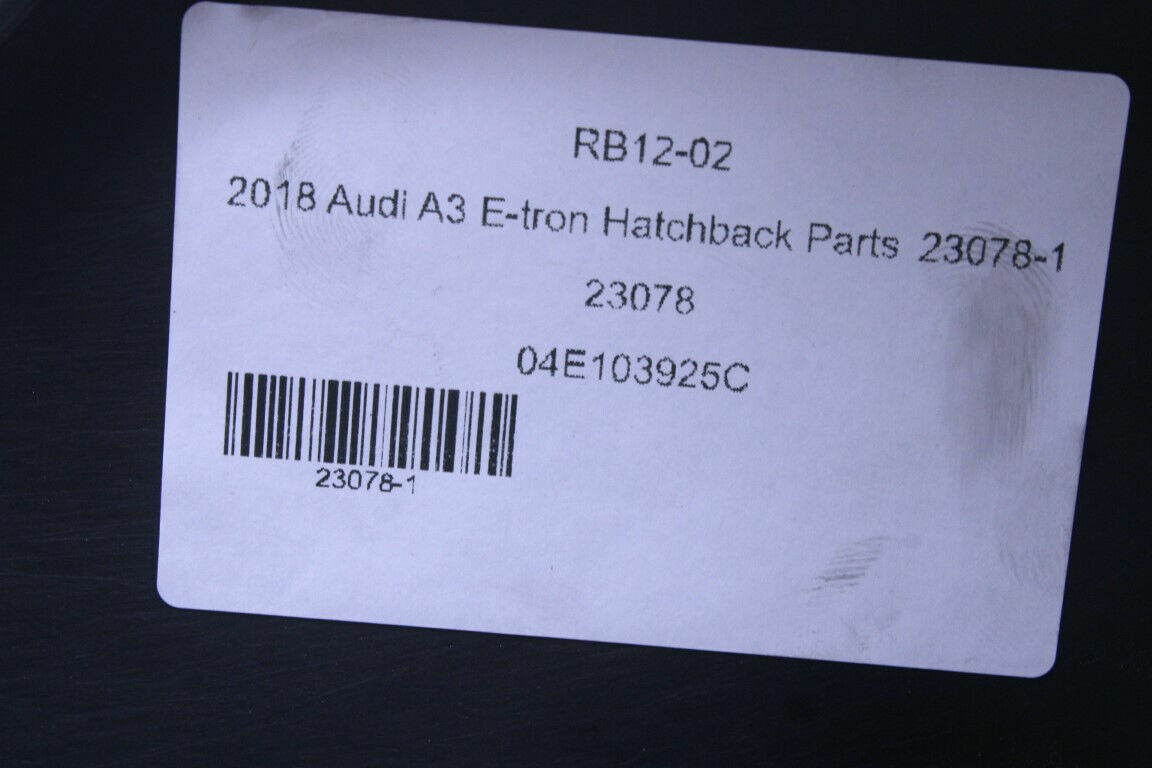 RB12-02
2018 Audi A3 E-tron Hatchback Parts 23078-1
23078
04E103925C
23078-1